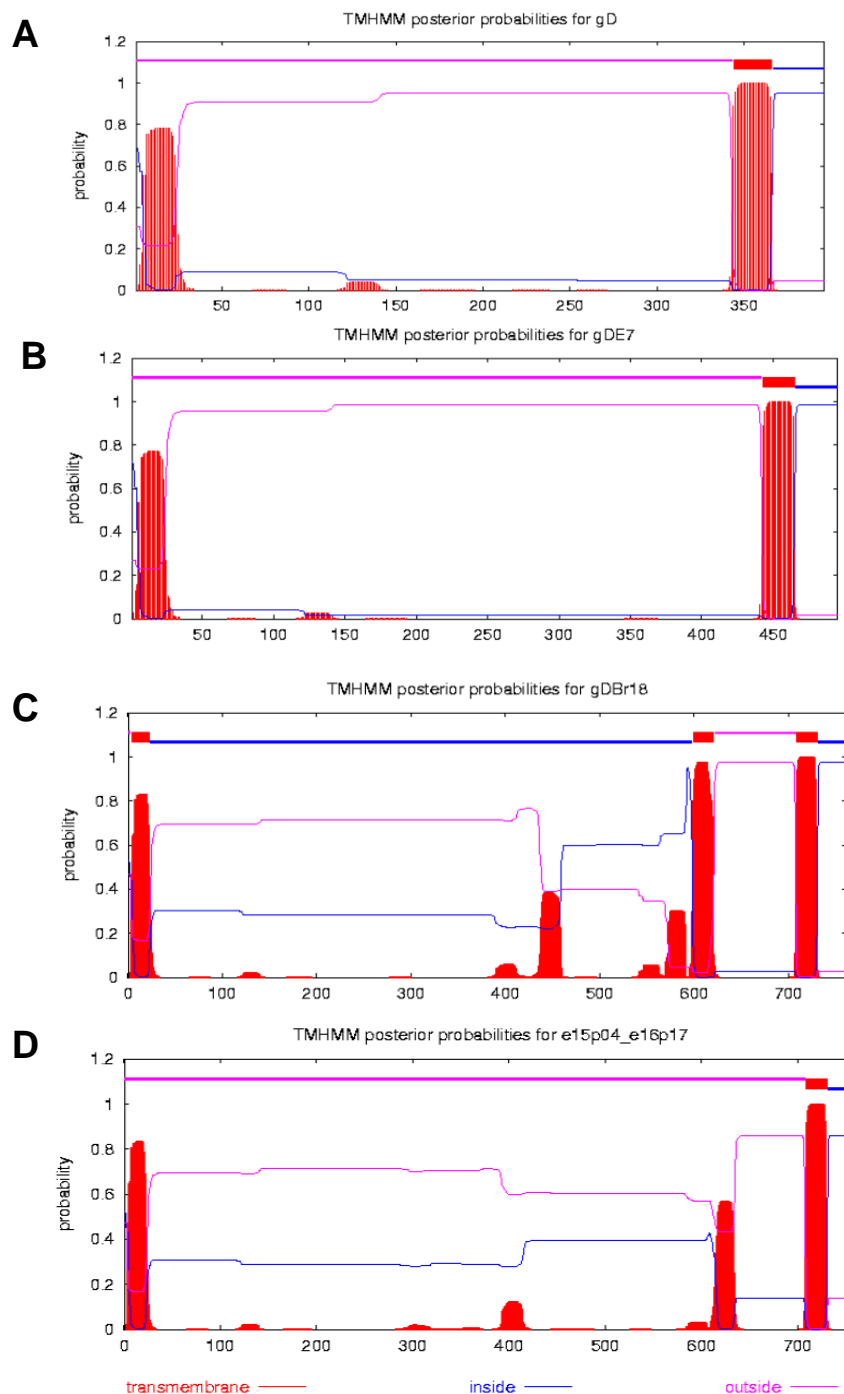 A
TMHMM posterior probabilities for gD
probability
1.2
1
0.8
0.6
0.4
0.2
0
50 100 150 200 250 300 350
B
TMHMM posterior probabilities for gDE7
probability
1.2
1
0.8
0.6
0.4
0.2
0
50 100 150 200 250 300 350 400 450
C
TMHMM posterior probabilities for gDBr18
probability
1.2
1
0.8
0.6
0.4
0.2
0
0 100 200 300 400 500 600 700
D
TMHMM posterior probabilities for e15p04_e16p17
probability
1.2
1
0.8
0.6
0.4
0.2
0
0 100 200 300 400 500 600 700
transmembrane inside outside